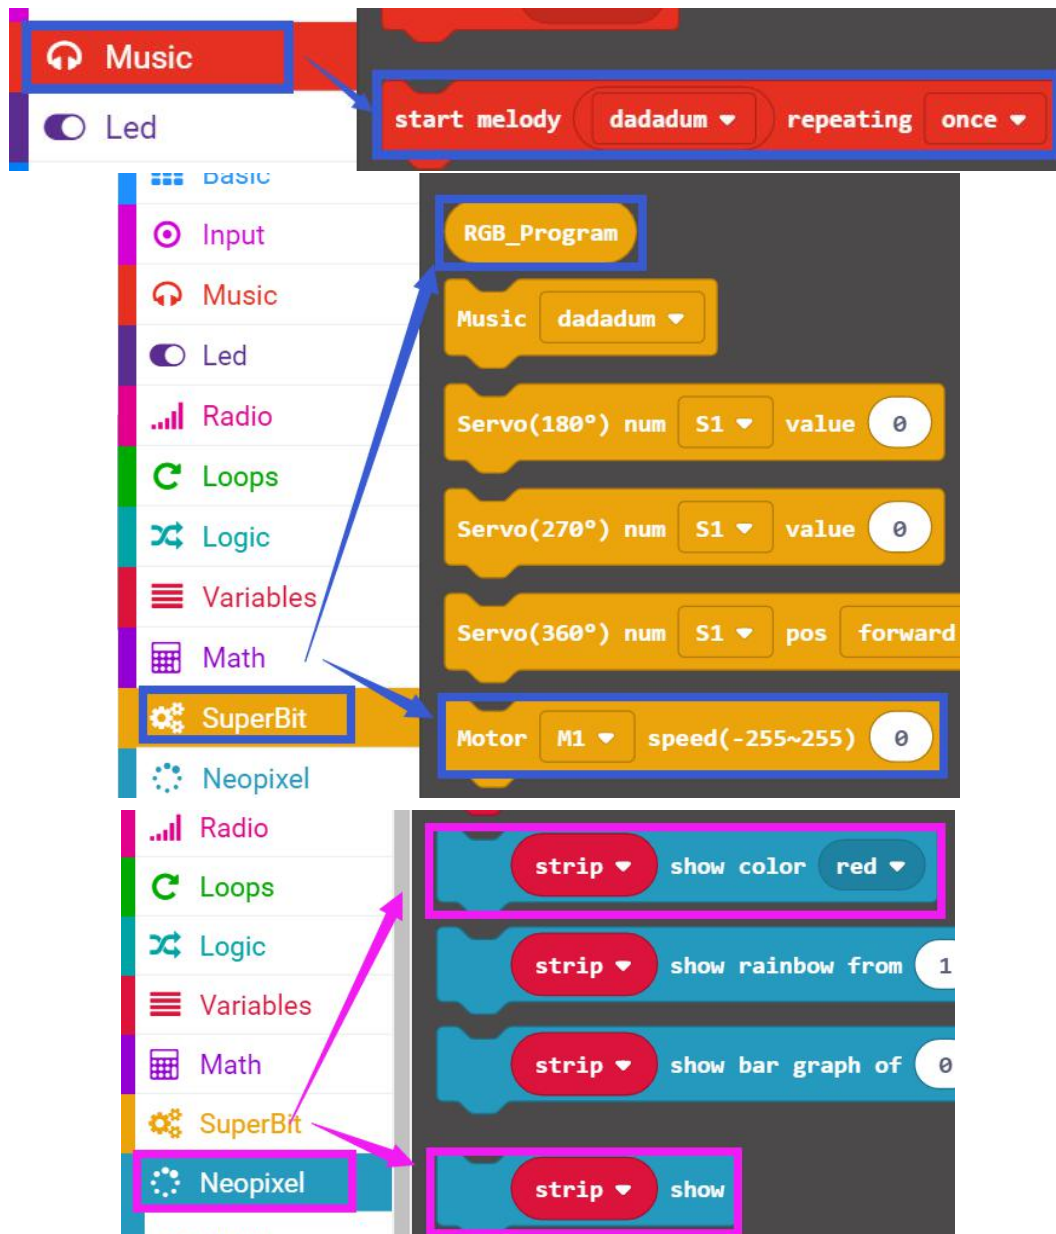 Music
start melody dadadum repeating once
Led
Basic
RGB_Program
Input
Music
Music dadadum
Led
Radio
Servo(180°) num S1 value 0
Loops
Logic
Servo(270°) num S1 value 0
Variables
Servo(360°) num S1 pos forward
Math
SuperBit
Motor M1 speed(-255~255) 0
Neopixel
Radio
strip show color red
Loops
Logic
strip show rainbow from 1
Variables
Math
strip show bar graph of 0
SuperBit
Neopixel
strip show